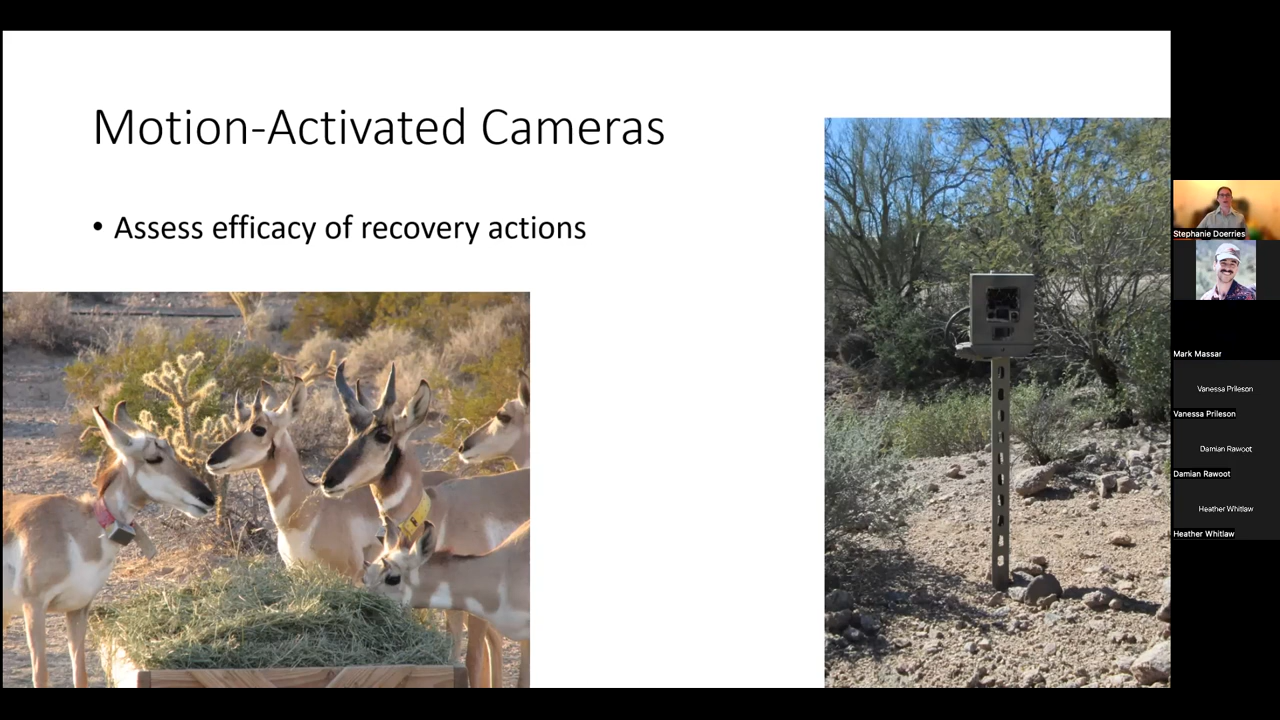 Motion-Activated Cameras
• Assess efficacy of recovery actions
Stephanie Doerries
Mark Massar
Vanessa Prileson
Vanessa Prileson
Damian Rawoot
Damian Rawoot
Heather Whitlaw
Heather Whitlaw